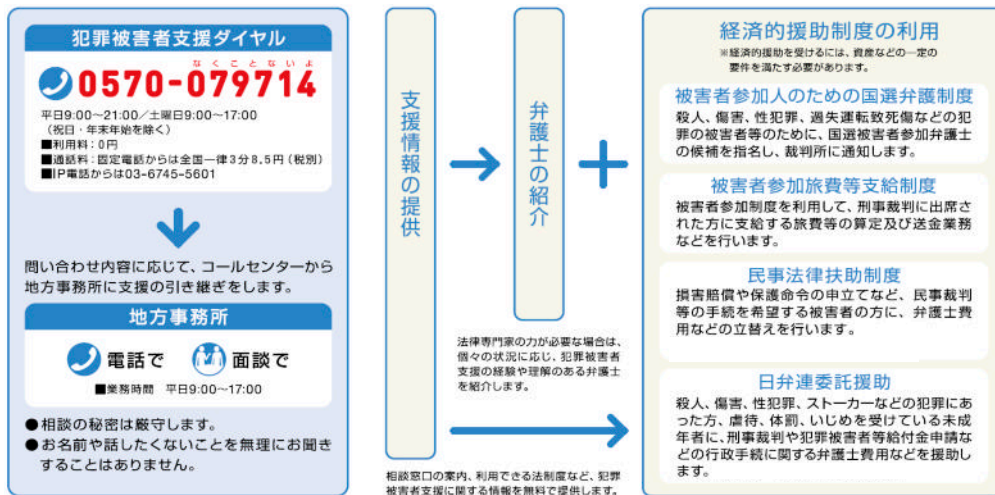 犯罪被害者支援ダイヤル
なくことないよ
0570-079714
平日9:00〜21:00／土曜日9:00〜17:00
（祝日・年末年始を除く）
■利用料：0円
■通話料：固定電話からは全国一律3分8.5円（税別）
■IP電話からは03-6745-5601
問い合わせ内容に応じて、コールセンターから
地方事務所に支援の引き継ぎをします。
地方事務所
電話で 面談で
■業務時間 平日9:00〜17:00
●相談の秘密は厳守します。
●お名前や話したくないことを無理にお聞き
することはありません。
支援情報の提供
相談窓口の案内、利用できる法制度など、犯罪
被害者支援に関する情報を無料で提供します。
弁護士の紹介
法律専門家の力が必要な場合は、
個々の状況に応じ、犯罪被害者
支援の経験や理解のある弁護士
を紹介します。
経済的援助制度の利用
※経済的援助を受けるには、資産などの一定の
要件を満たす必要があります。
被害者参加人のための国選弁護制度
殺人、傷害、性犯罪、過失運転致死傷などの犯
罪の被害者等のために、国選被害者参加弁護士
の候補を指名し、裁判所に通知します。
被害者参加旅費等支給制度
被害者参加制度を利用して、刑事裁判に出席
された方に支給する旅費等の算定及び送金業務
などを行います。
民事法律扶助制度
損害賠償や保護命令の申立てなど、民事裁判
等の手続を希望する被害者の方に、弁護士費
用などの立替えを行います。
日弁連委託援助
殺人、傷害、性犯罪、ストーカーなどの犯罪にあ
った方、虐待、体罰、いじめを受けている未成
年者に、刑事裁判や犯罪被害者等給付金申請な
どの行政手続に関する弁護士費用などを援助し
ます。